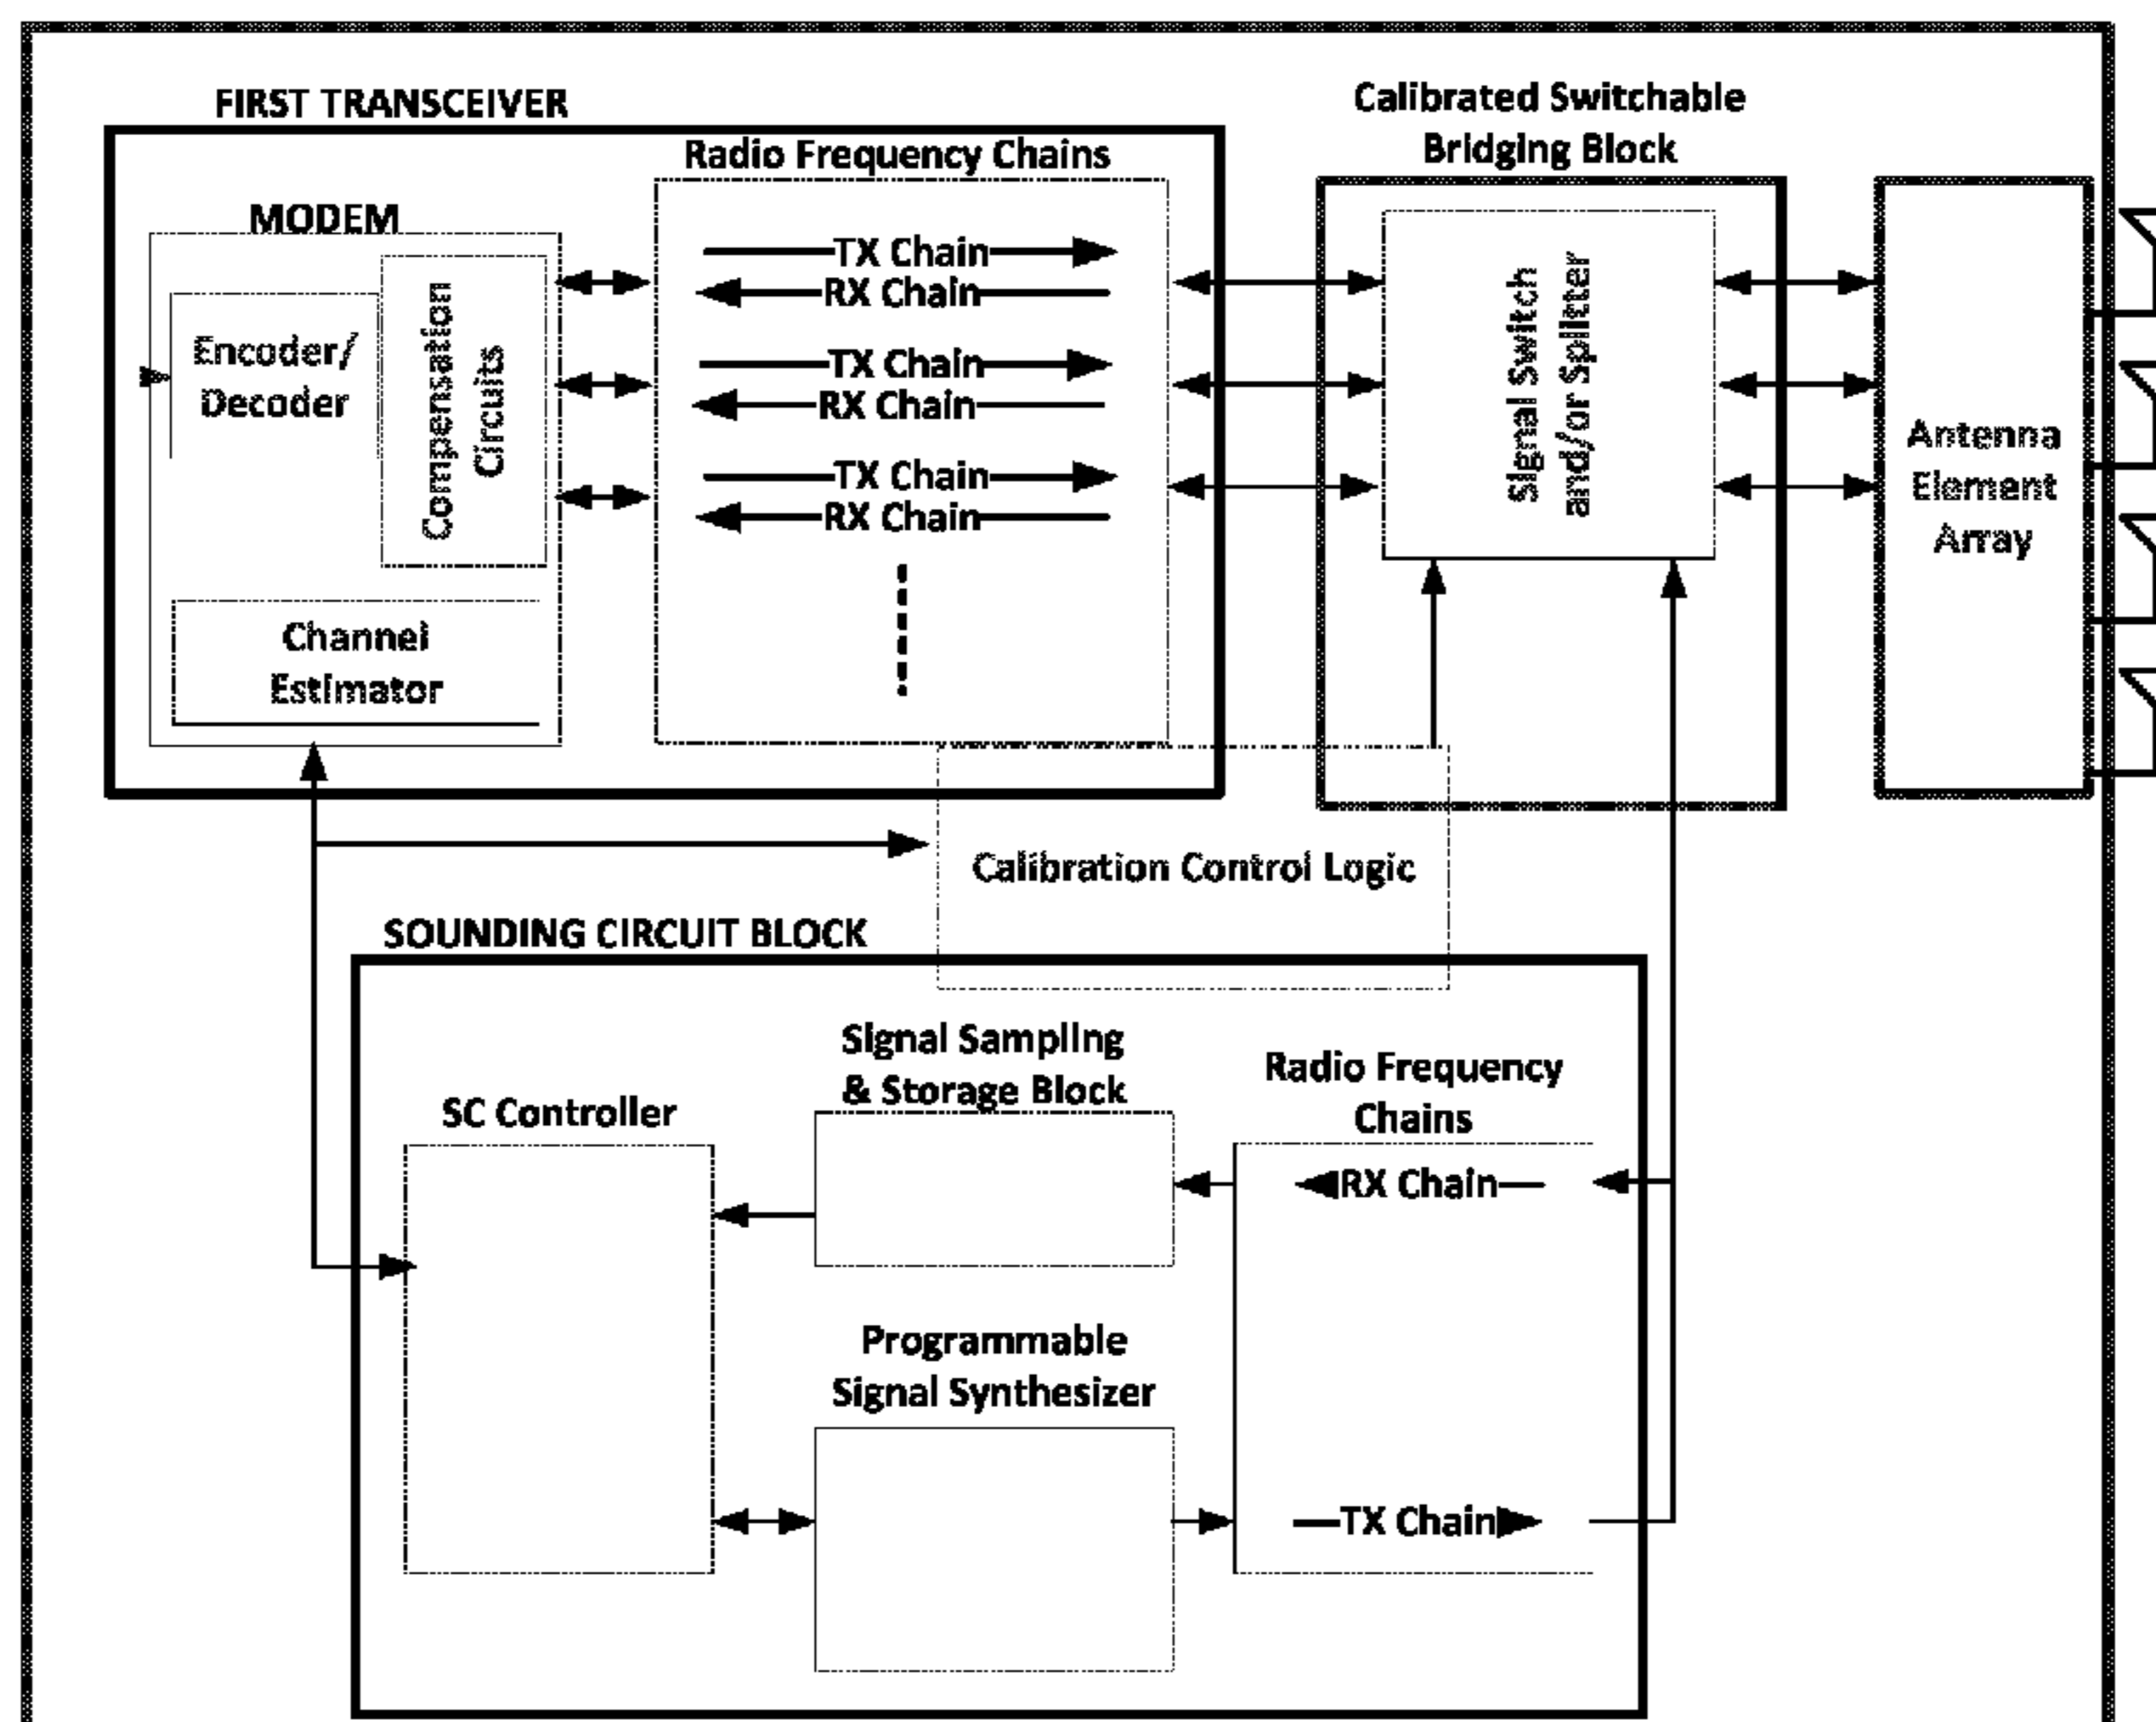 FIRST TRANSCEIVER
Calibrated Switchable
Bridging Block
Radio Frequency Chains
MODEM
Encoder/
Decoder
Compensation
Circuits
TX Chain
RX Chain
TX Chain
RX Chain
TX Chain
RX Chain
Signal Switch
and/or Splitter
Antenna
Element
Array
Channel
Estimator
Calibration Control Logic
SOUNDING CIRCUIT BLOCK
SC Controller
Signal Sampling
& Storage Block
Radio Frequency
Chains
RX Chain
Programmable
Signal Synthesizer
TX Chain